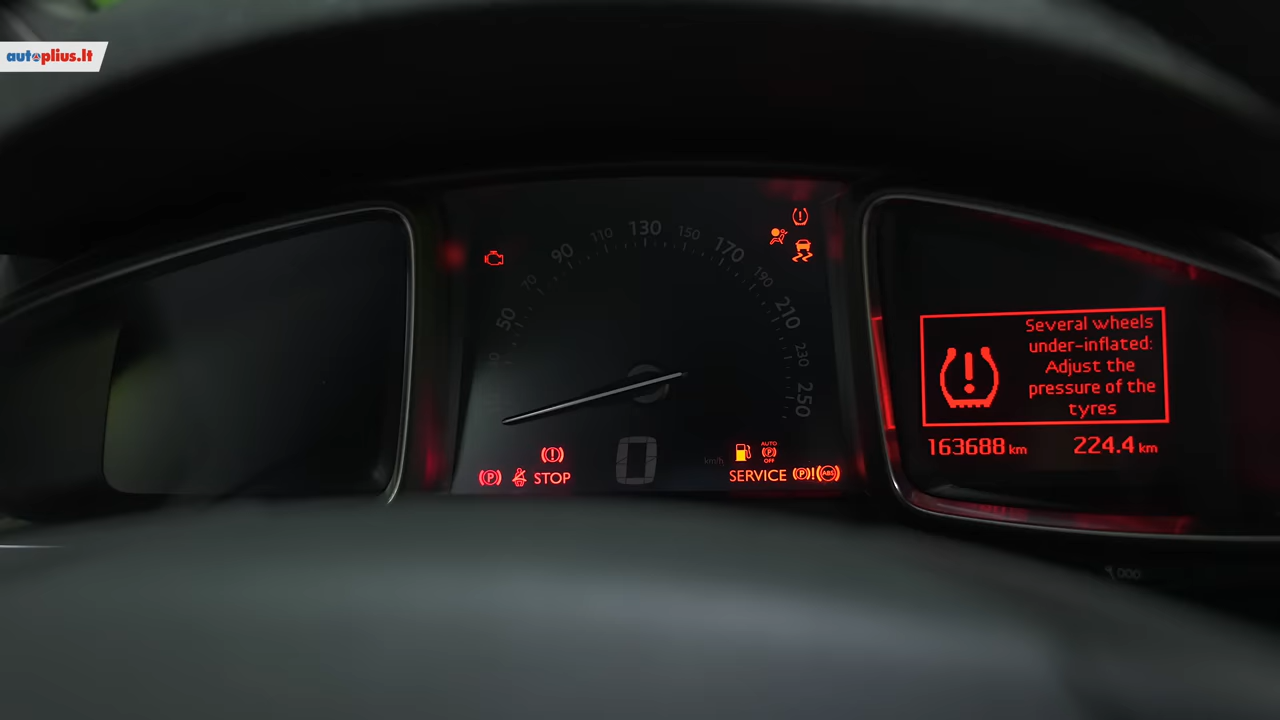 autoplius.lt
130
110
150
90
170
70
190
50
210
230
250
Several wheels
under-inflated:
Adjust the
pressure of the
tyres
163688 km
224.4 km
AUTO
P
OFF
km/h
0
P
STOP
SERVICE
P
ABS